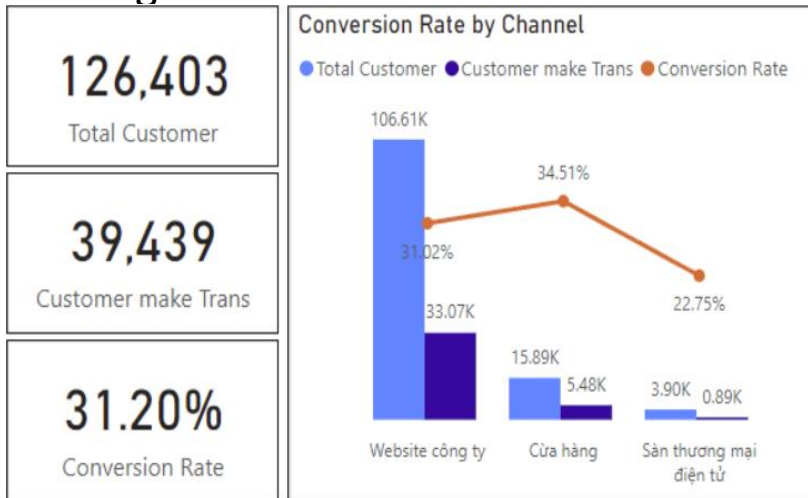 126,403
Total Customer
39,439
Customer make Trans
31.20%
Conversion Rate
Conversion Rate by Channel
Total Customer Customer make Trans Conversion Rate
106.61K
34.51%
31.02%
22.75%
33.07K
15.89K
5.48K
3.90K 0.89K
Website công ty Cửa hàng Sàn thương mại
điện tử